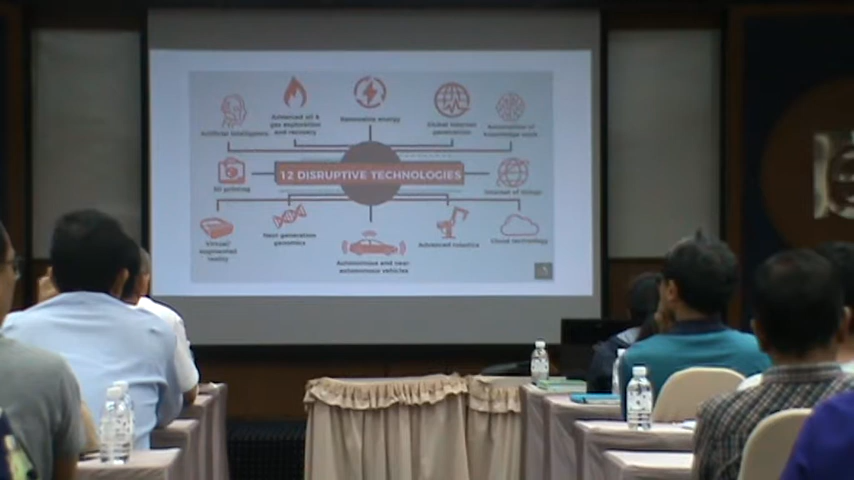 Artificial Intelligence
Advanced oil &
gas exploration
and recovery
Renewable energy
Global Internet
penetration
Automation of
knowledge work
3D printing
12 DISRUPTIVE TECHNOLOGIES
Internet of things
Virtual/
augmented
reality
Next generation
genomics
Autonomous and near-
autonomous vehicles
Advanced robotics
Cloud technology